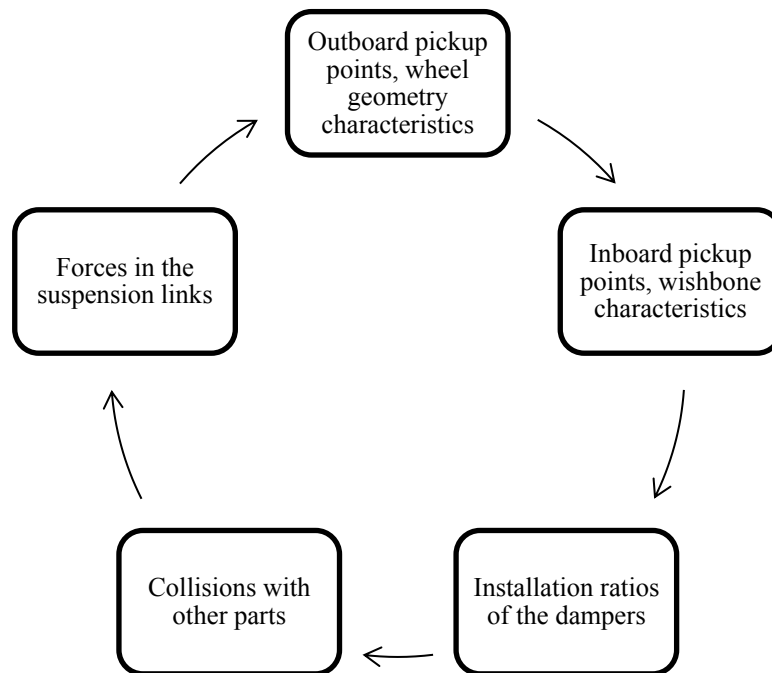 Outboard pickup
points, wheel
geometry
characteristics
Inboard pickup
points, wishbone
characteristics
Installation ratios
of the dampers
Collisions with
other parts
Forces in the
suspension links